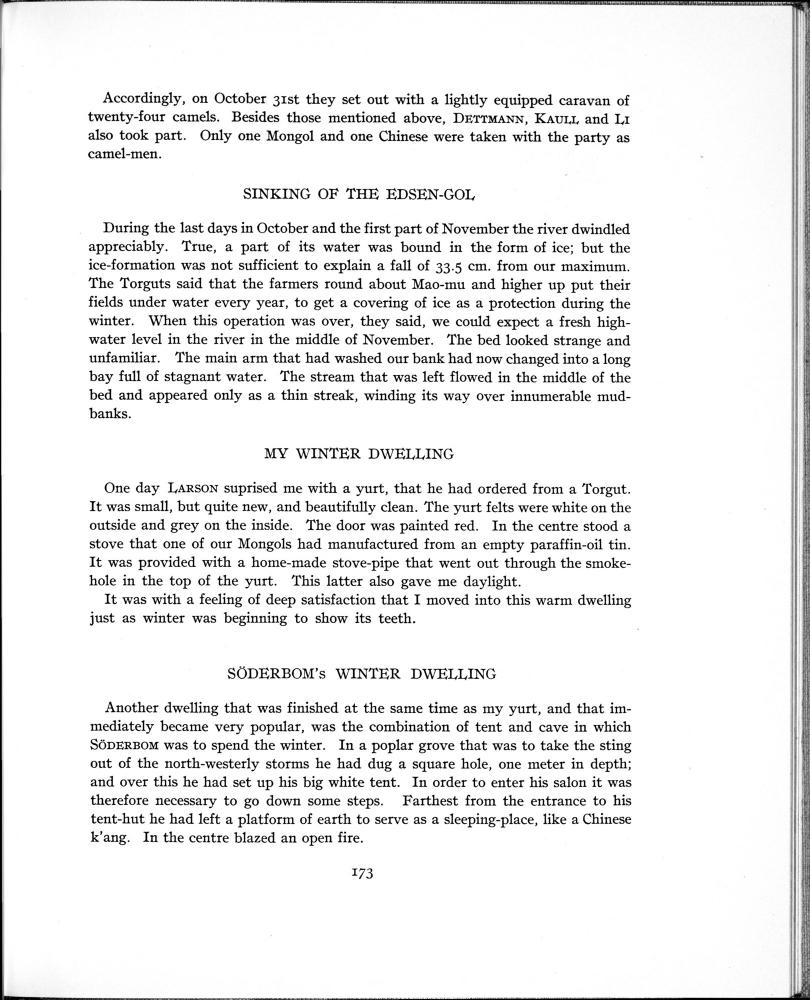 Accordingly, on October 31st they set out with a lightly equipped caravan of
twenty-four camels. Besides those mentioned above, DETTMANN, KAULL and LI
also took part. Only one Mongol and one Chinese were taken with the party as
camel-men.
SINKING OF THE EDSEN-GOL
During the last days in October and the first part of November the river dwindled
appreciably. True, a part of its water was bound in the form of ice; but the
ice-formation was not sufficient to explain a fall of 33.5 cm. from our maximum.
The Torguts said that the farmers round about Mao-mu and higher up put their
fields under water every year, to get a covering of ice as a protection during the
winter. When this operation was over, they said, we could expect a fresh high-
water level in the river in the middle of November. The bed looked strange and
unfamiliar. The main arm that had washed our bank had now changed into a long
bay full of stagnant water. The stream that was left flowed in the middle of the
bed and appeared only as a thin streak, winding its way over innumerable mud-
banks.
MY WINTER DWELLING
One day LARSON suprised me with a yurt, that he had ordered from a Torgut.
It was small, but quite new, and beautifully clean. The yurt felts were white on the
outside and grey on the inside. The door was painted red. In the centre stood a
stove that one of our Mongols had manufactured from an empty paraffin-oil tin.
It was provided with a home-made stove-pipe that went out through the smoke-
hole in the top of the yurt. This latter also gave me daylight.
It was with a feeling of deep satisfaction that I moved into this warm dwelling
just as winter was beginning to show its teeth.
SÖDERBOM's WINTER DWELLING
Another dwelling that was finished at the same time as my yurt, and that im-
mediately became very popular, was the combination of tent and cave in which
SÖDERBOM was to spend the winter. In a poplar grove that was to take the sting
out of the north-westerly storms he had dug a square hole, one meter in depth;
and over this he had set up his big white tent. In order to enter his salon it was
therefore necessary to go down some steps. Farthest from the entrance to his
tent-hut he had left a platform of earth to serve as a sleeping-place, like a Chinese
k'ang. In the centre blazed an open fire.
173